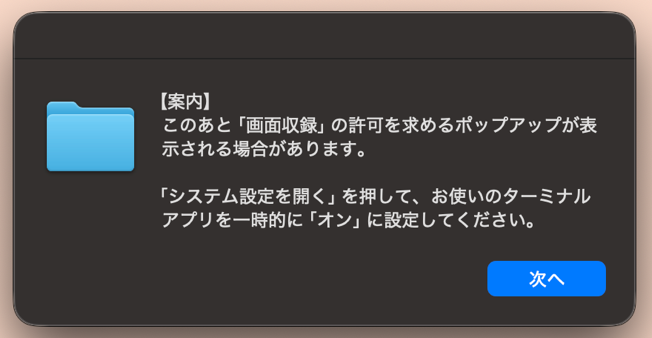 【案内】
このあと「画面収録」の許可を求めるポップアップが表
示される場合があります。
「システム設定を開く」を押して、お使いのターミナル
アプリを一時的に「オン」に設定してください。
次へ